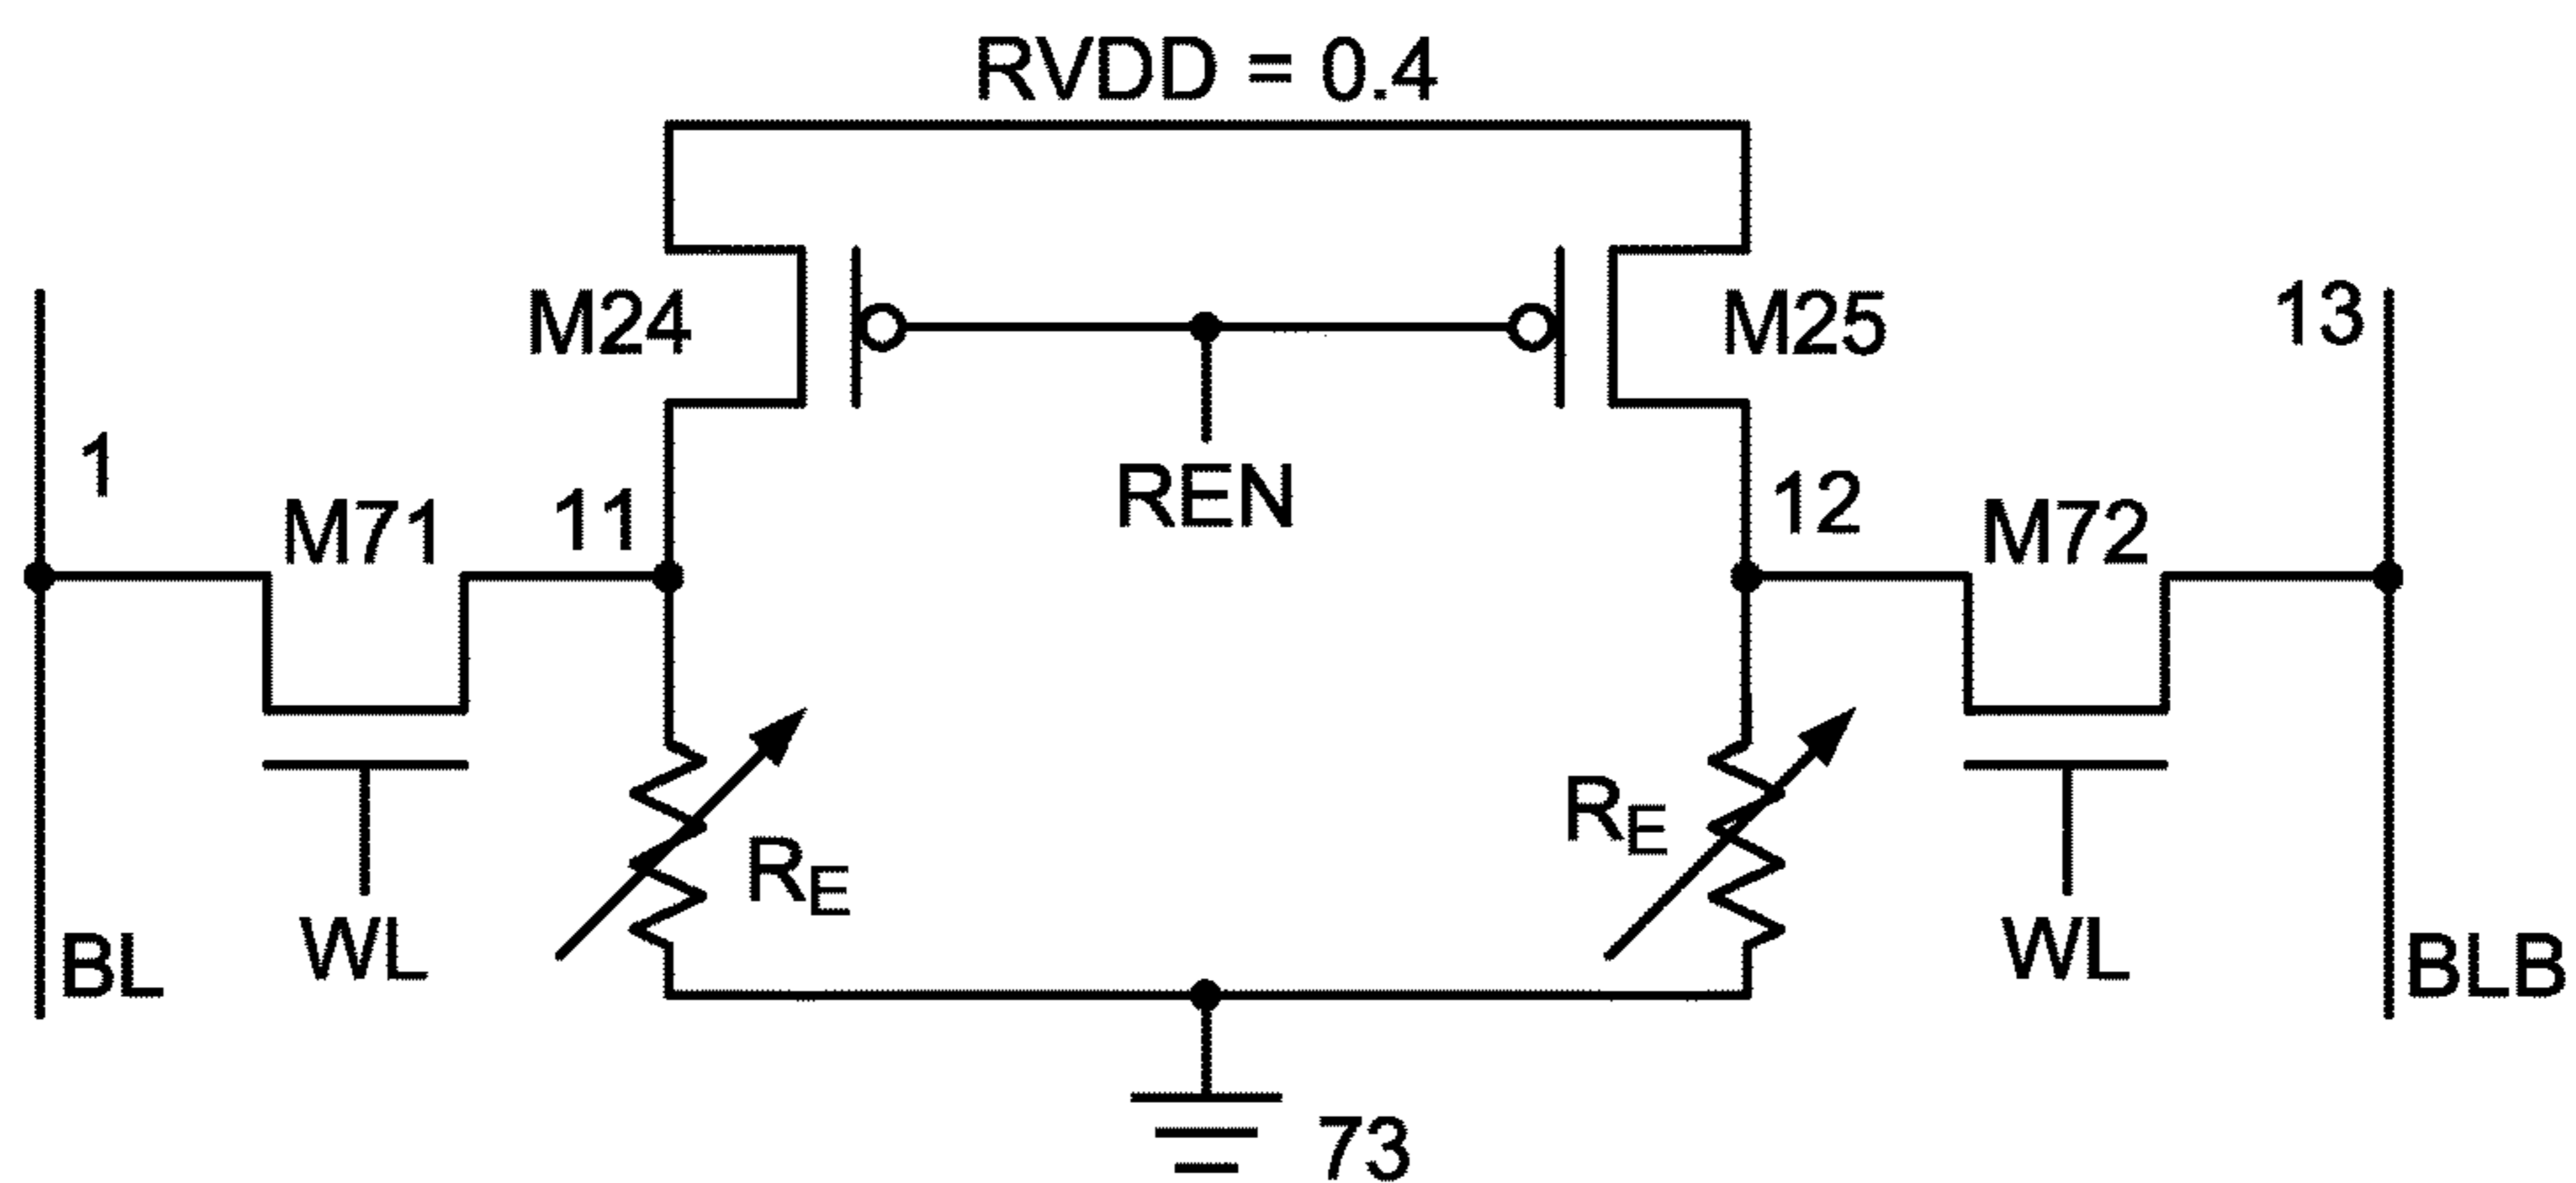 RVDD = 0.4
M24
M25
13
1
M71
11
REN
12
M72
RE
RE
WL
WL
BL
BLB
73